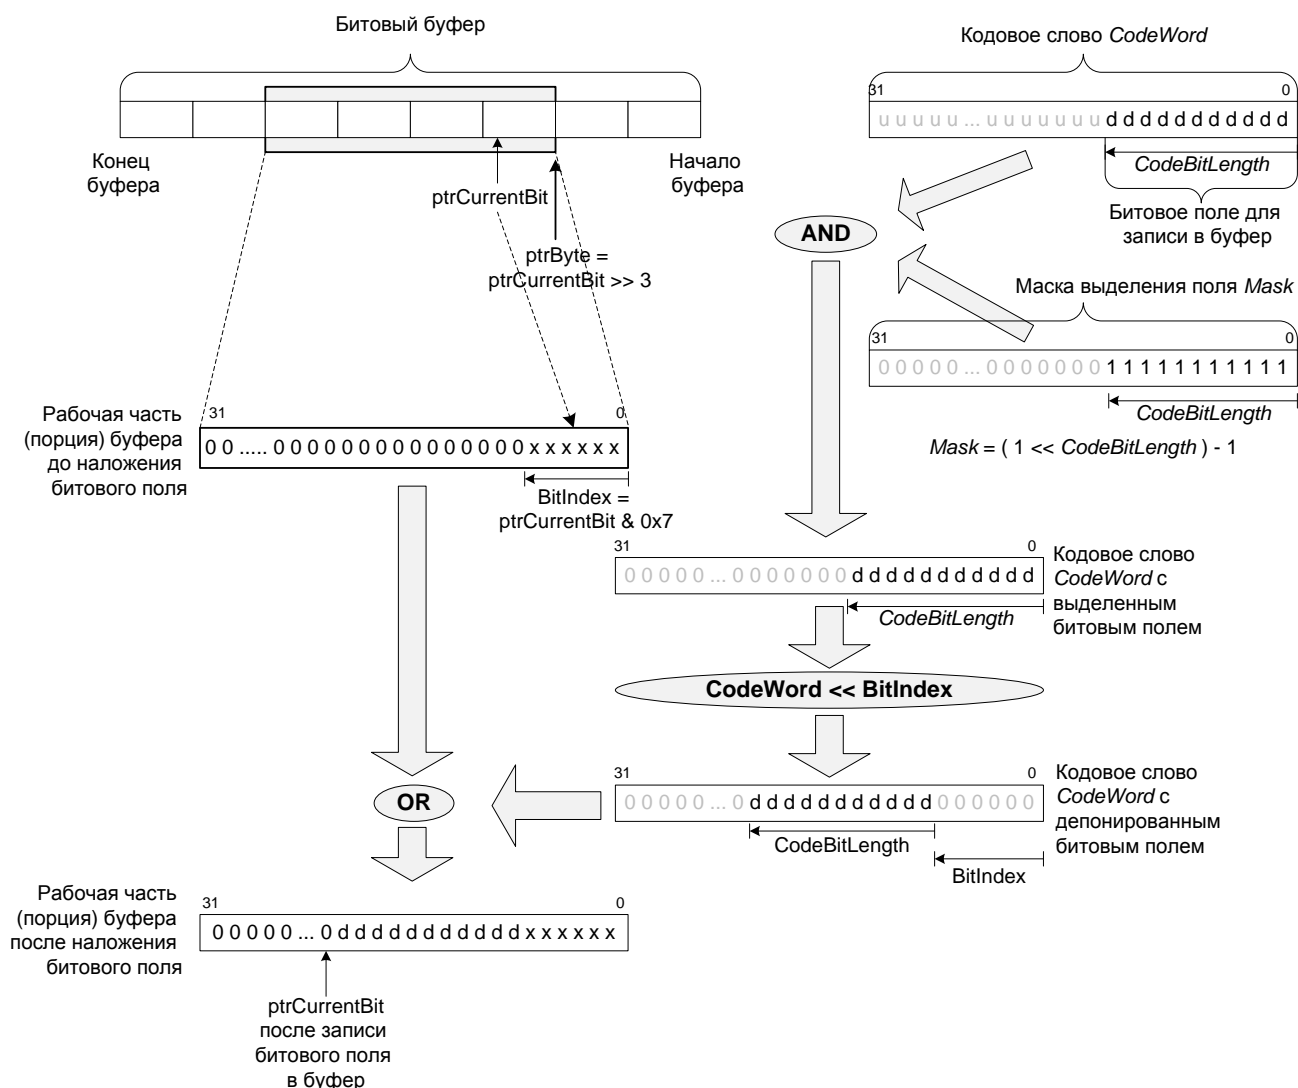 Битовый буфер
Конец
буфера
Начало
буфера
ptrCurrentBit
ptrByte =
ptrCurrentBit >> 3
Кодовое слово CodeWord
31 0
u u u u u ... u u u u u u u d d d d d d d d d d d
CodeBitLength
Битовое поле для
записи в буфер
AND
Маска выделения поля Mask
31 0
0 0 0 0 0 ... 0 0 0 0 0 0 0 1 1 1 1 1 1 1 1 1 1 1
CodeBitLength
Mask = ( 1 << CodeBitLength ) - 1
Рабочая часть
(порция) буфера
до наложения
битового поля
31 0
0 0 ..... 0 0 0 0 0 0 0 0 0 0 0 0 0 0 0 x x x x x x
BitIndex =
ptrCurrentBit & 0x7
31 0
0 0 0 0 0 ... 0 0 0 0 0 0 0 d d d d d d d d d d d
CodeBitLength
Кодовое слово
CodeWord с
выделенным
битовым полем
CodeWord << BitIndex
31 0
0 0 0 0 0 ... 0 d d d d d d d d d d d 0 0 0 0 0 0
CodeBitLength
BitIndex
Кодовое слово
CodeWord с
депонированным
битовым полем
OR
Рабочая часть
(порция) буфера
после наложения
битового поля
31 0
0 0 0 0 0 ... 0 d d d d d d d d d d d x x x x x x
ptrCurrentBit
после записи
битового поля
в буфер